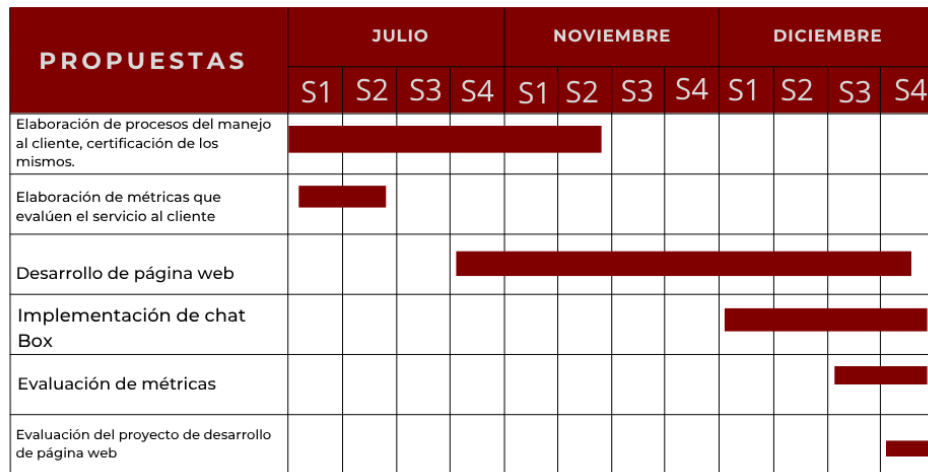 PROPUESTAS
JULIO NOVIEMBRE DICIEMBRE
S1 S2 S3 S4 S1 S2 S3 S4 S1 S2 S3 S4
Elaboración de procesos del manejo
al cliente, certificación de los
mismos.
Elaboración de métricas que
evalúen el servicio al cliente
Desarrollo de página web
Implementación de chat
Box
Evaluación de métricas
Evaluación del proyecto de desarrollo
de página web